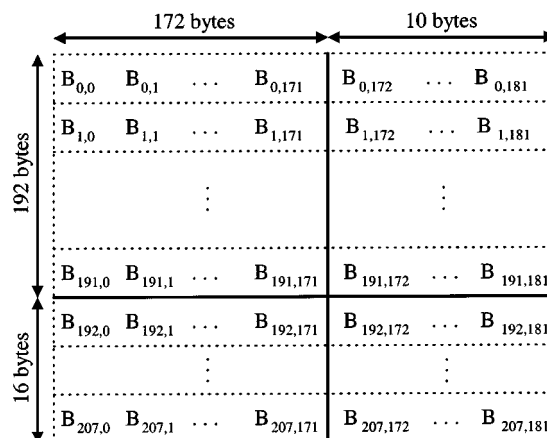 172 bytes 10 bytes
192 bytes
B0,0 B0,1 ... B0,171 B0,172 ... B0,181
B1,0 B1,1 ... B1,171 B1,172 ... B1,181
⋮ ⋮
B191,0 B191,1 ... B191,171 B191,172 ... B191,181
16 bytes
B192,0 B192,1 ... B192,171 B192,172 ... B192,181
⋮ ⋮
B207,0 B207,1 ... B207,171 B207,172 ... B207,181